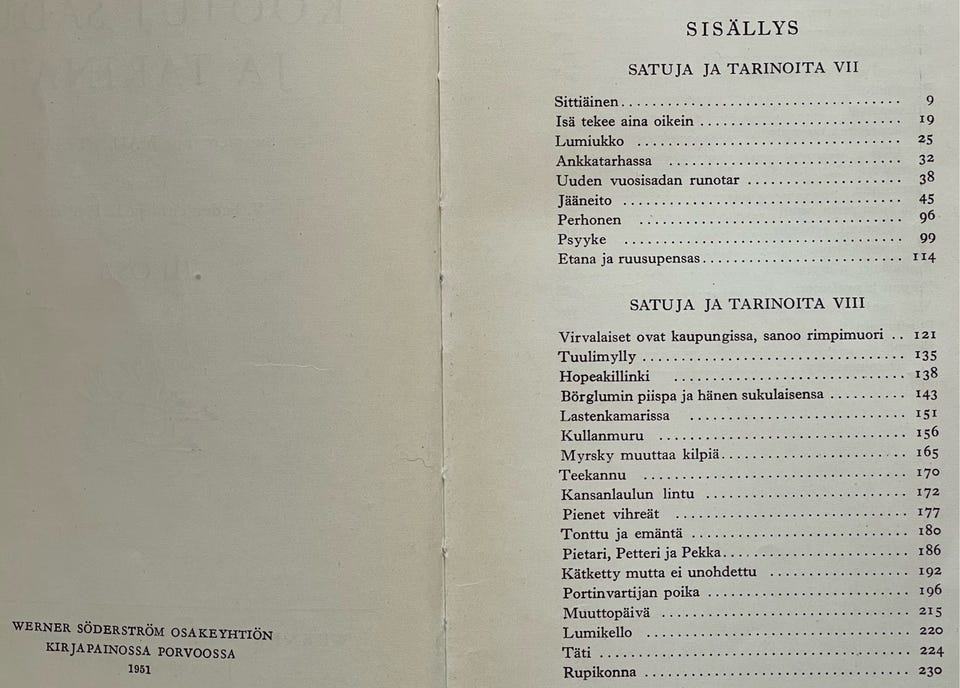 WERNER SÖDERSTRÖM OSAKEYHTIÖN
KIRJAPAINOSSA PORVOOSSA
1951
SISÄLLYS
SATUJA JA TARINOITA VII
Sittiäinen 9
Isä tekee aina oikein 19
Lumiukko 25
Ankkatarhassa 32
Uuden vuosisadan runotar 38
Jääneito 45
Perhonen 96
Psyyke 99
Etana ja ruusupensas 114
SATUJA JA TARINOITA VIII
Virvalaiset ovat kaupungissa, sanoo rimpimuori 121
Tuulimylly 135
Hopeakillinki 138
Börglumin piispa ja hänen sukulaisensa 143
Lastenkamarissa 151
Kullanmuru 156
Myrsky muuttaa kilpiä 165
Teekannu 170
Kansanlaulun lintu 172
Pienet vihreät 177
Tonttu ja emäntä 180
Pietari, Petteri ja Pekka 186
Kätketty mutta ei unohdettu 192
Portinvartijan poika 196
Muuttopäivä 215
Lumikello 220
Täti 224
Rupikonna 230